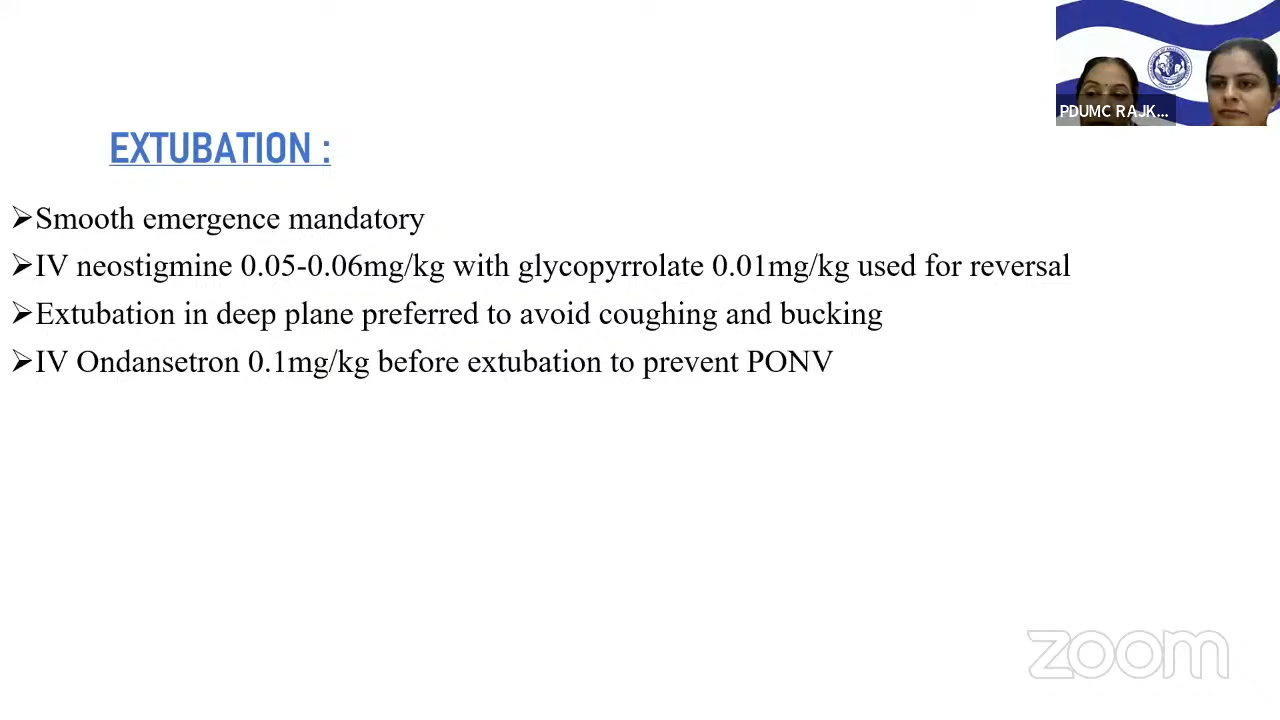 PDUMC RAJK...
EXTUBATION :
➢Smooth emergence mandatory
➢IV neostigmine 0.05-0.06mg/kg with glycopyrrolate 0.01mg/kg used for reversal
➢Extubation in deep plane preferred to avoid coughing and bucking
➢IV Ondansetron 0.1mg/kg before extubation to prevent PONV
zoom